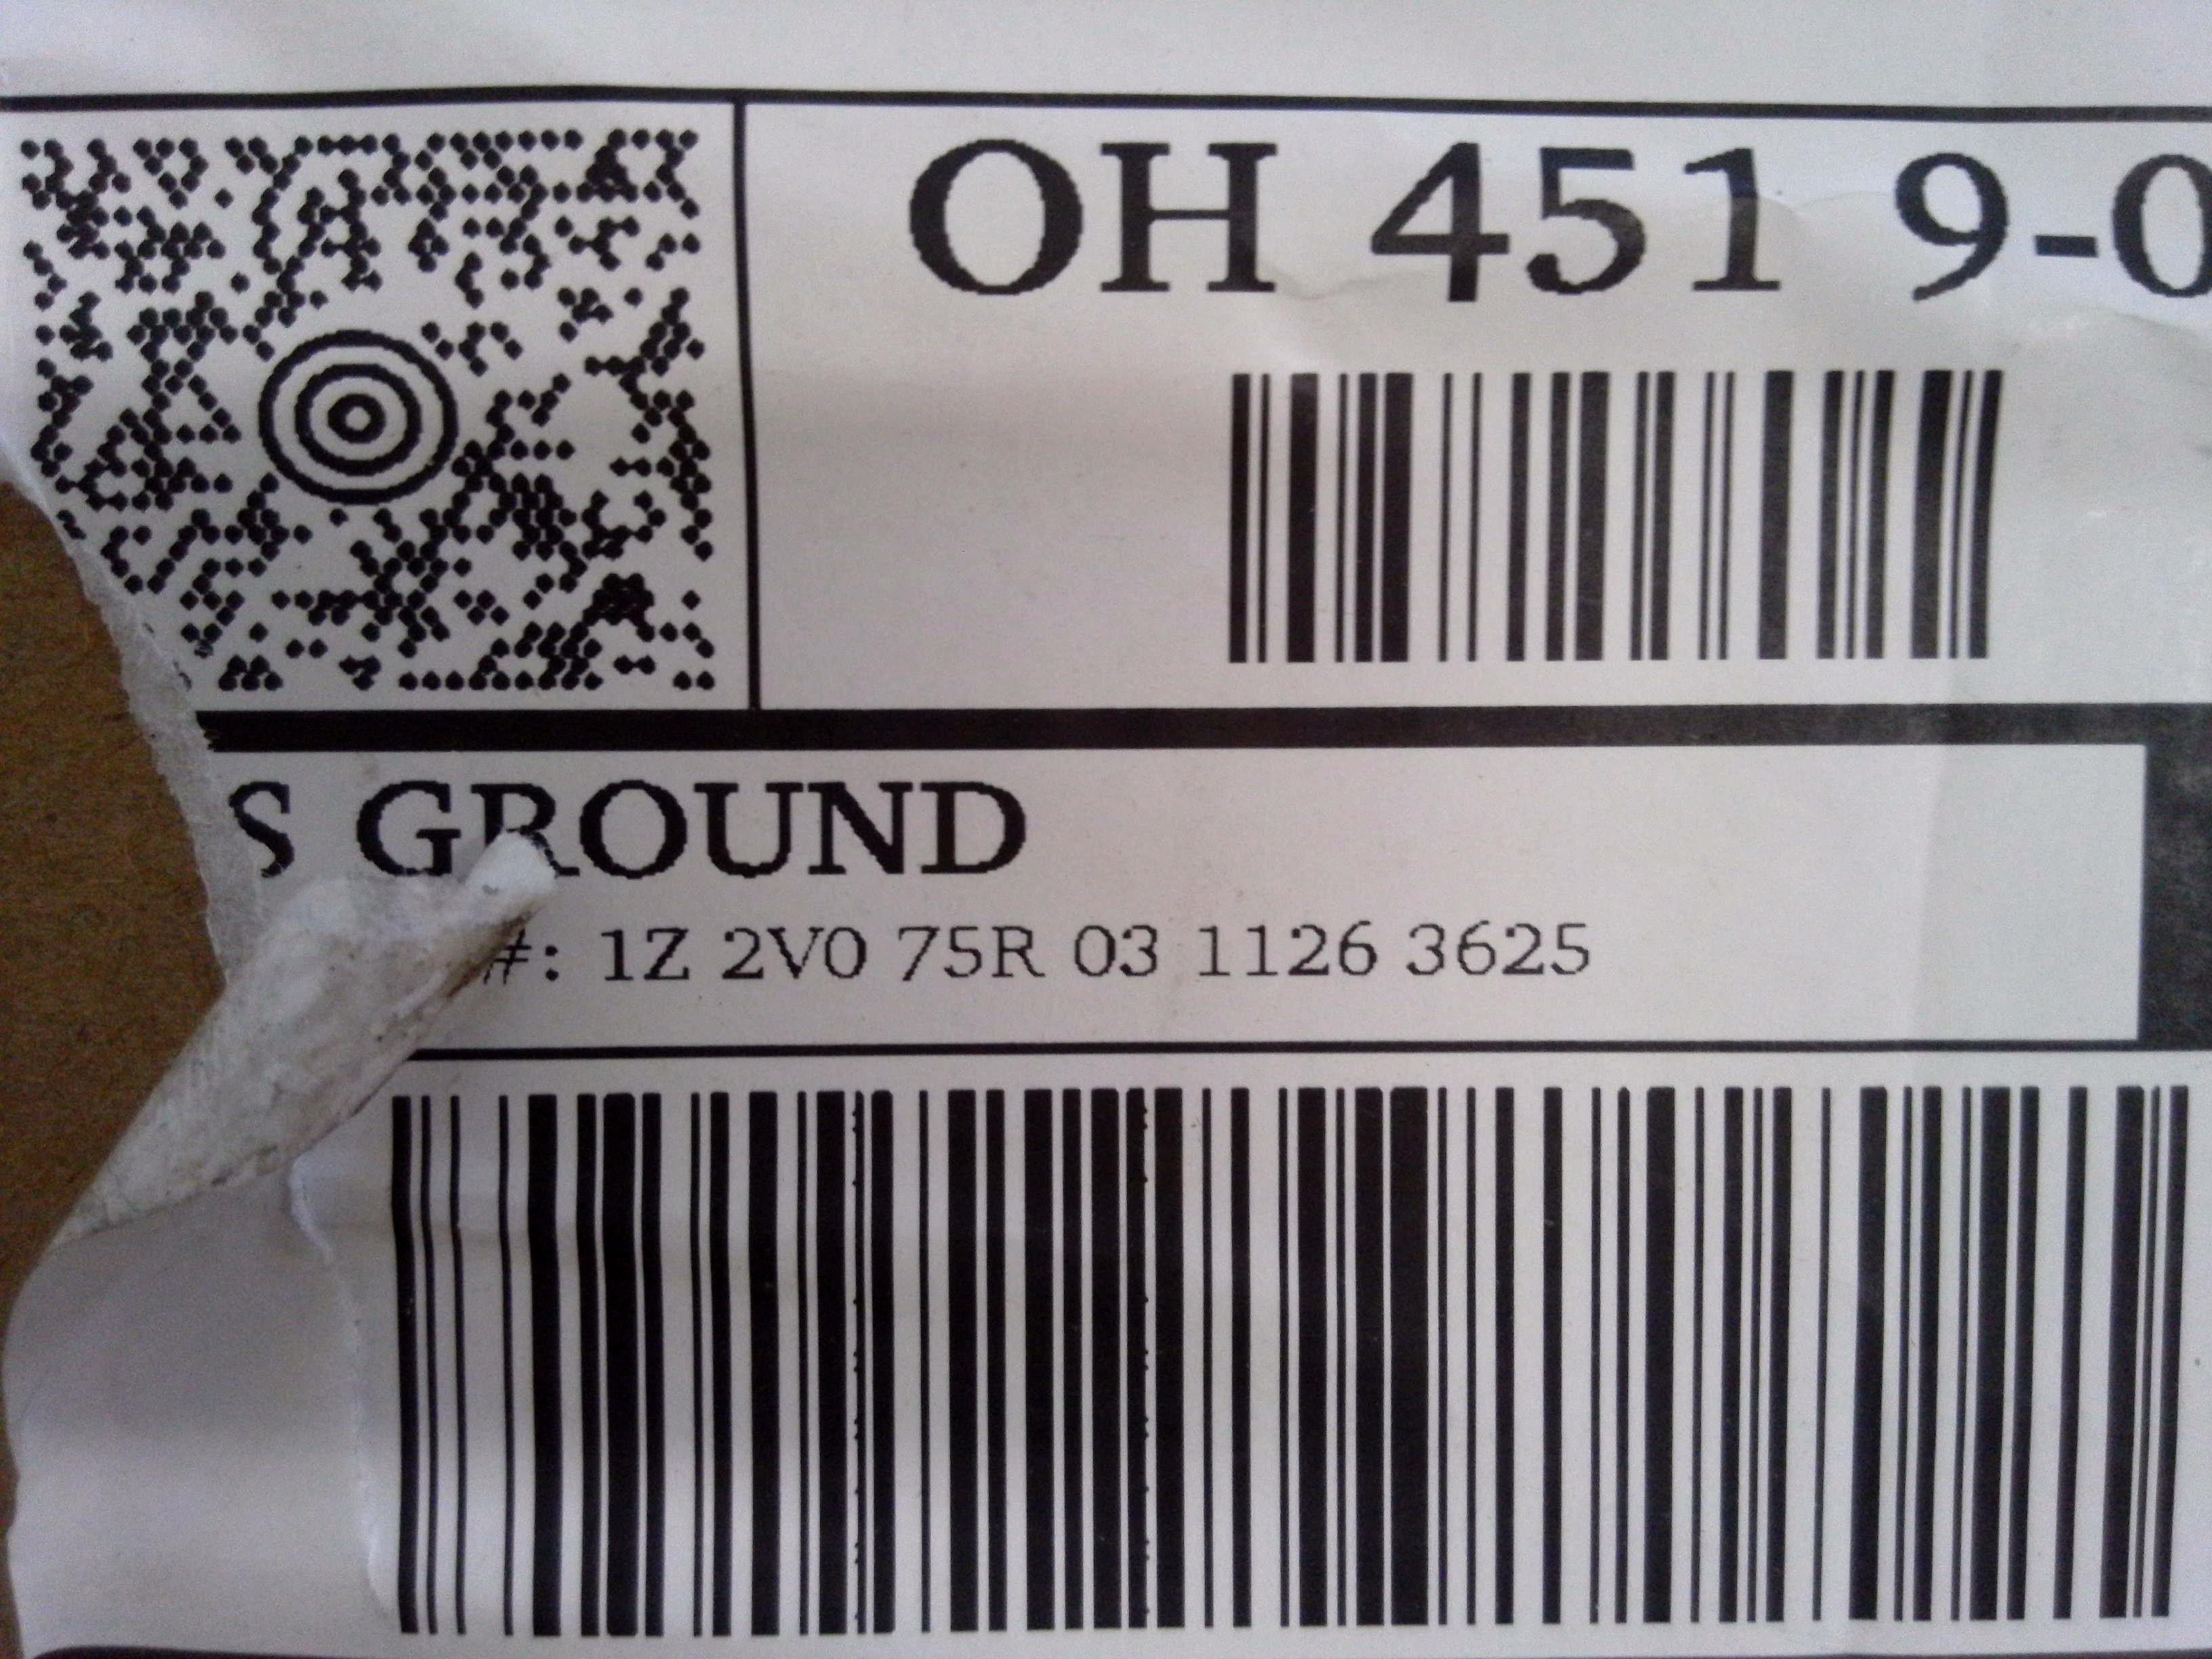 OH 451 9-0
S GROUND
#: 1Z 2V0 75R 03 1126 3625